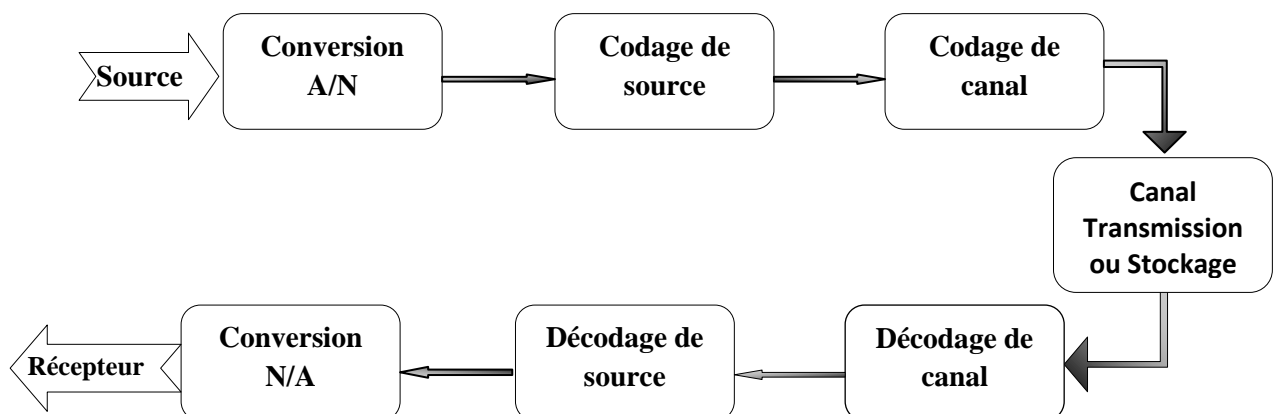 Source
Conversion
A/N
Codage de
source
Codage de
canal
Canal
Transmission
ou Stockage
Décodage de
canal
Décodage de
source
Conversion
N/A
Récepteur